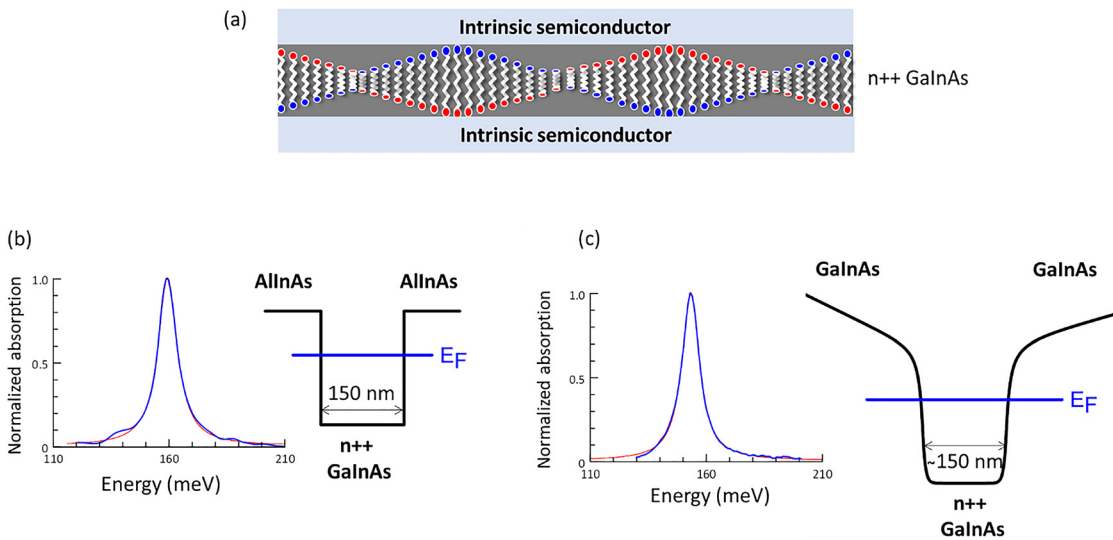 (a)
Intrinsic semiconductor
n++ GaInAs
Intrinsic semiconductor
(b)
Normalized absorption
1.0
0.5
0
110
160
210
Energy (meV)
AlInAs
AlInAs
EF
150 nm
n++
GaInAs
(c)
Normalized absorption
1.0
0.5
0
110
160
210
Energy (meV)
GaInAs
GaInAs
EF
~150 nm
n++
GaInAs